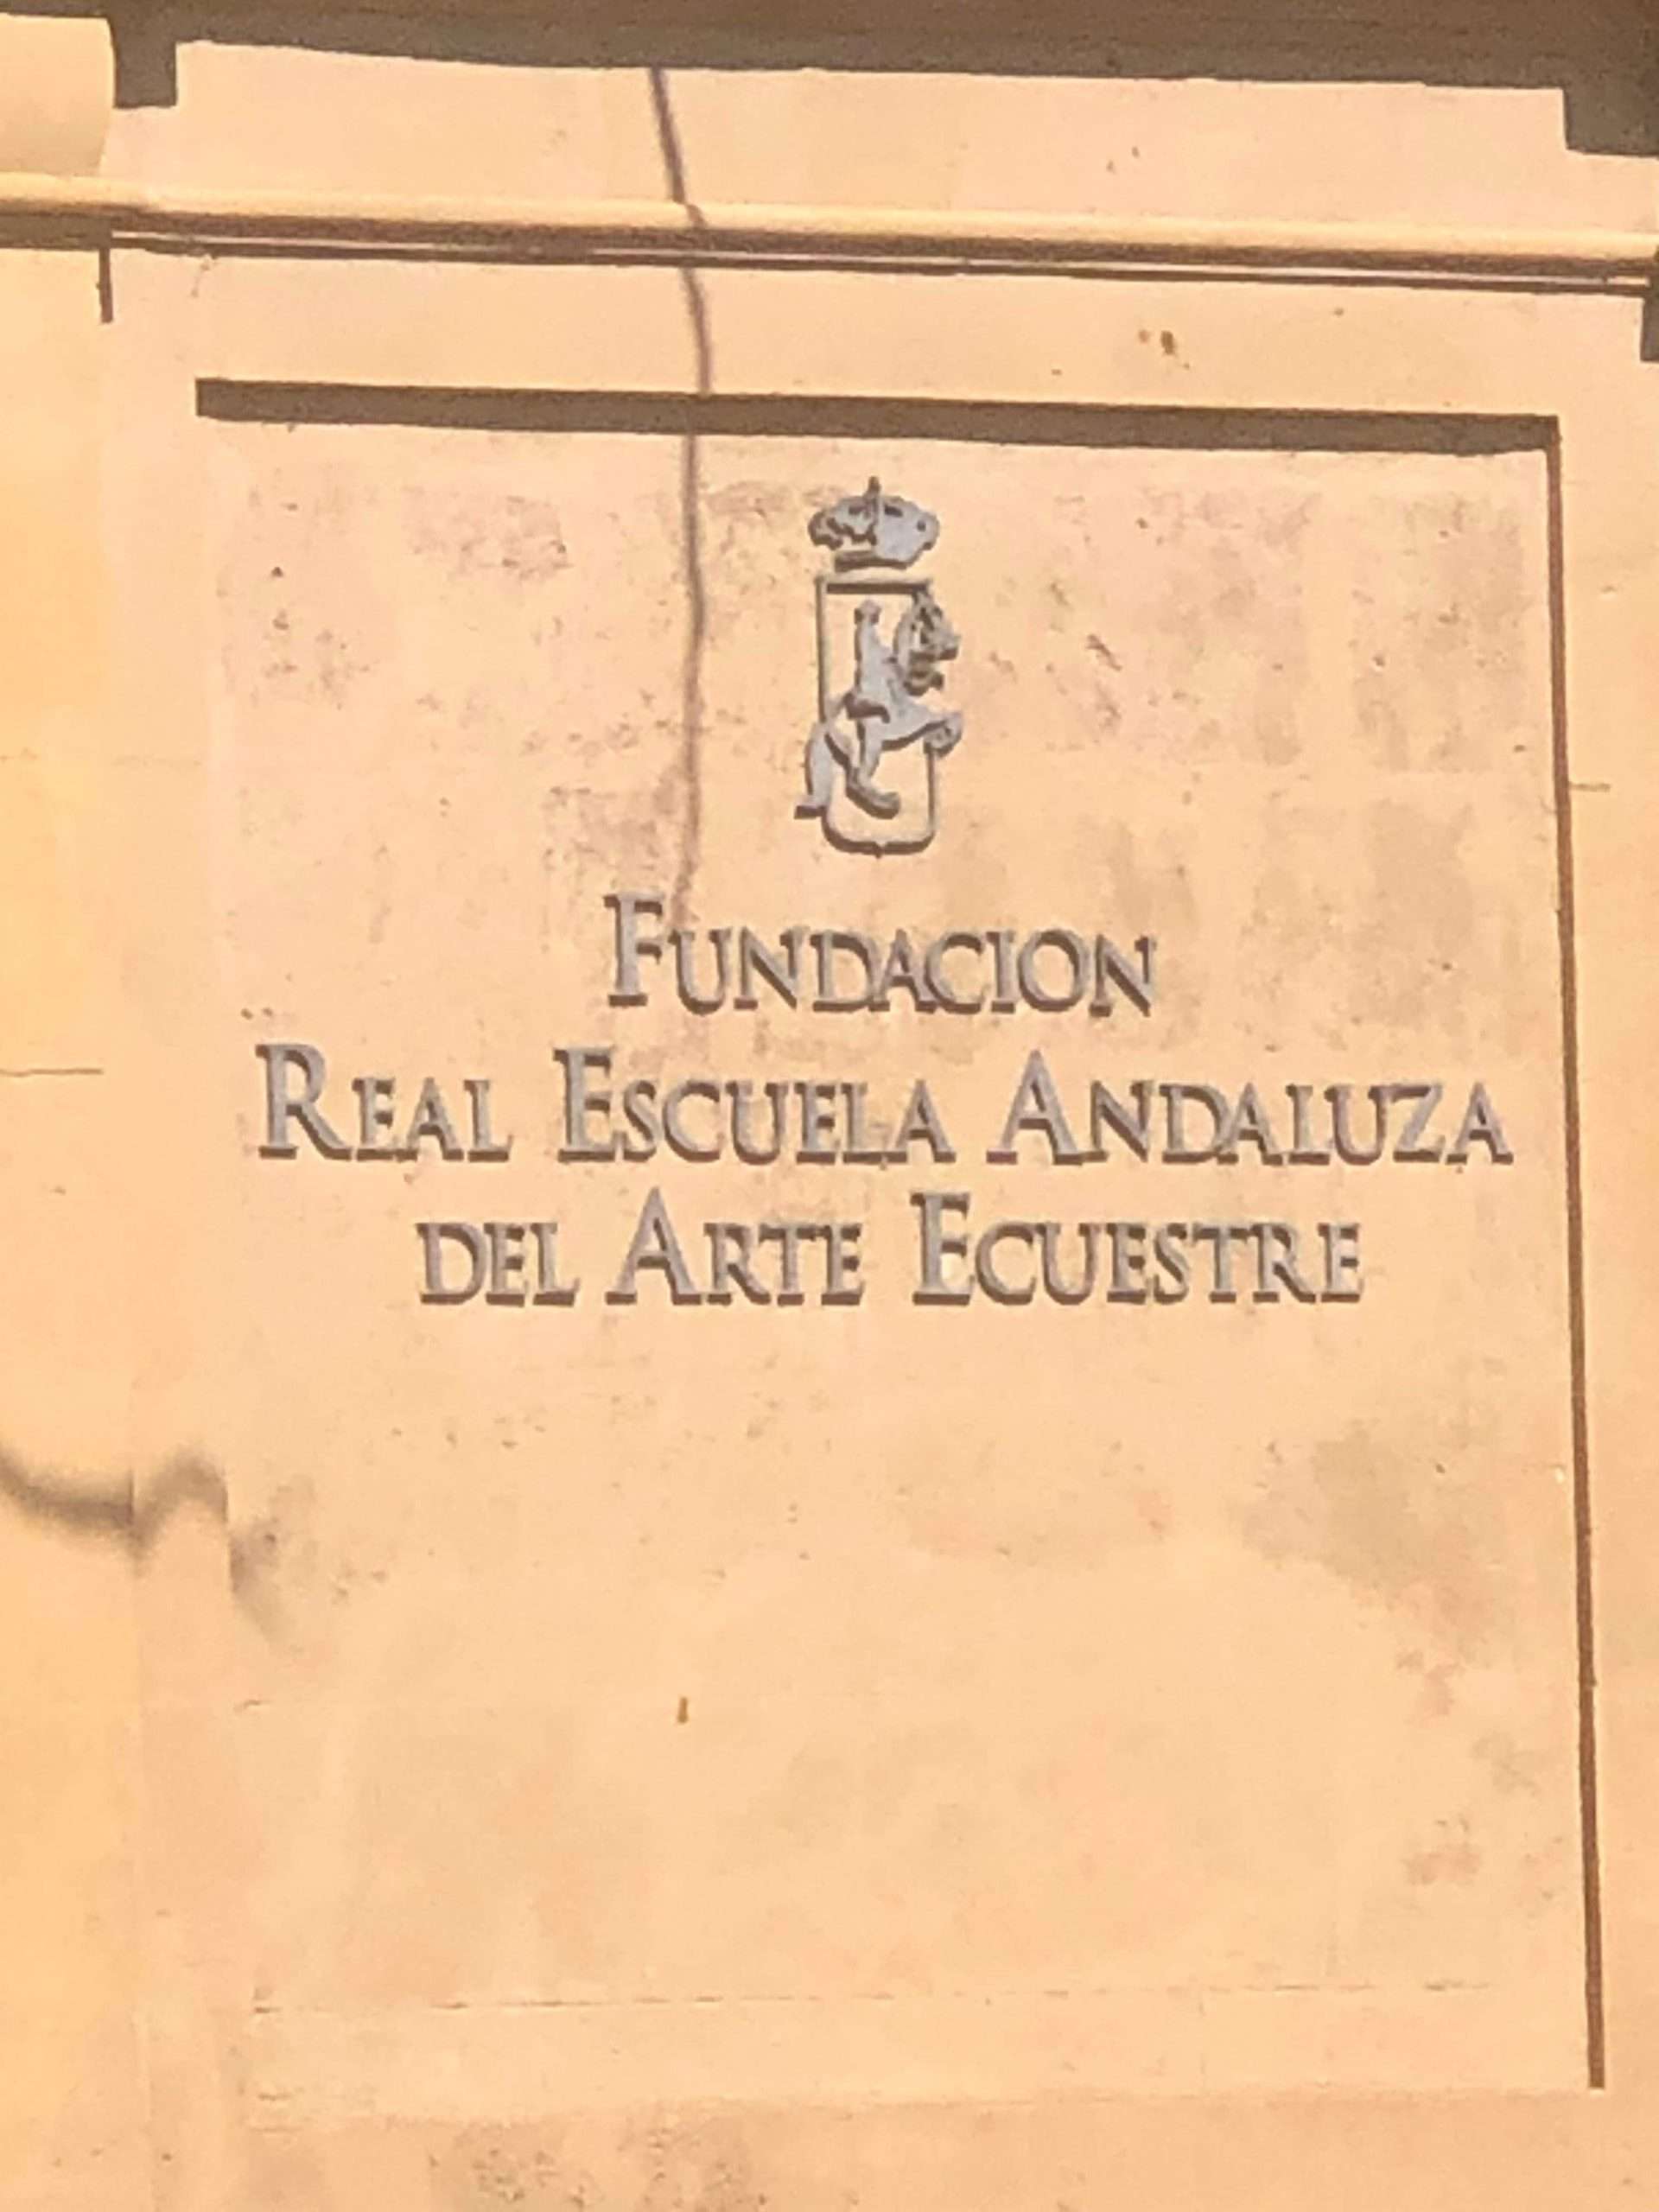 FUNDACION
REAL ESCUELA ANDALUZA
DEL ARTE ECUESTRE